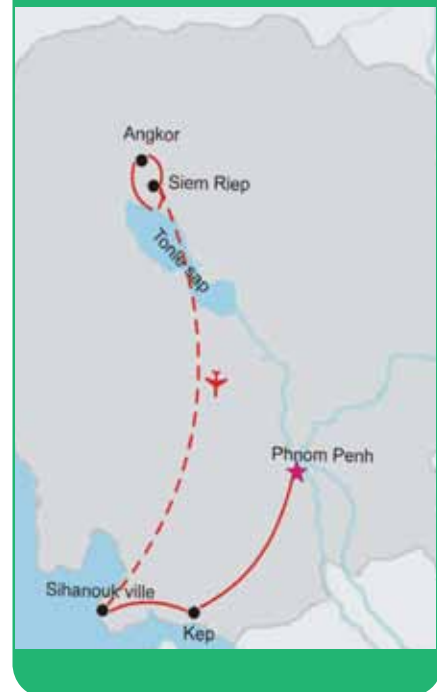 Angkor
Siem Riep
Tonle sap
Phnom Penh
Sihanouk ville
Kep